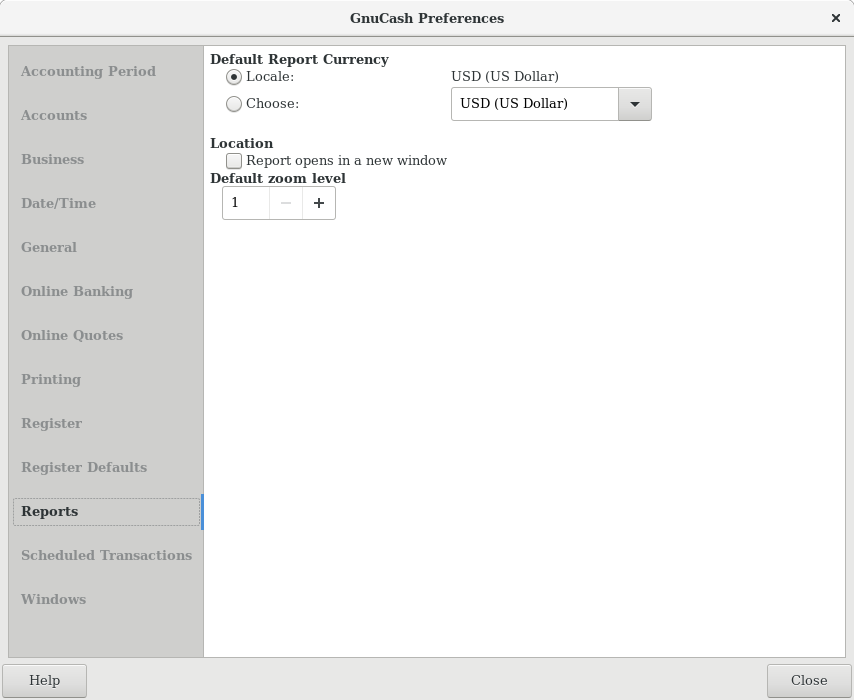 GnuCash Preferences
Accounting Period
Accounts
Business
Date/Time
General
Online Banking
Online Quotes
Printing
Register
Register Defaults
Reports
Scheduled Transactions
Windows
Default Report Currency
Locale: USD (US Dollar)
Choose: USD (US Dollar)
Location
Report opens in a new window
Default zoom level
1
Help
Close